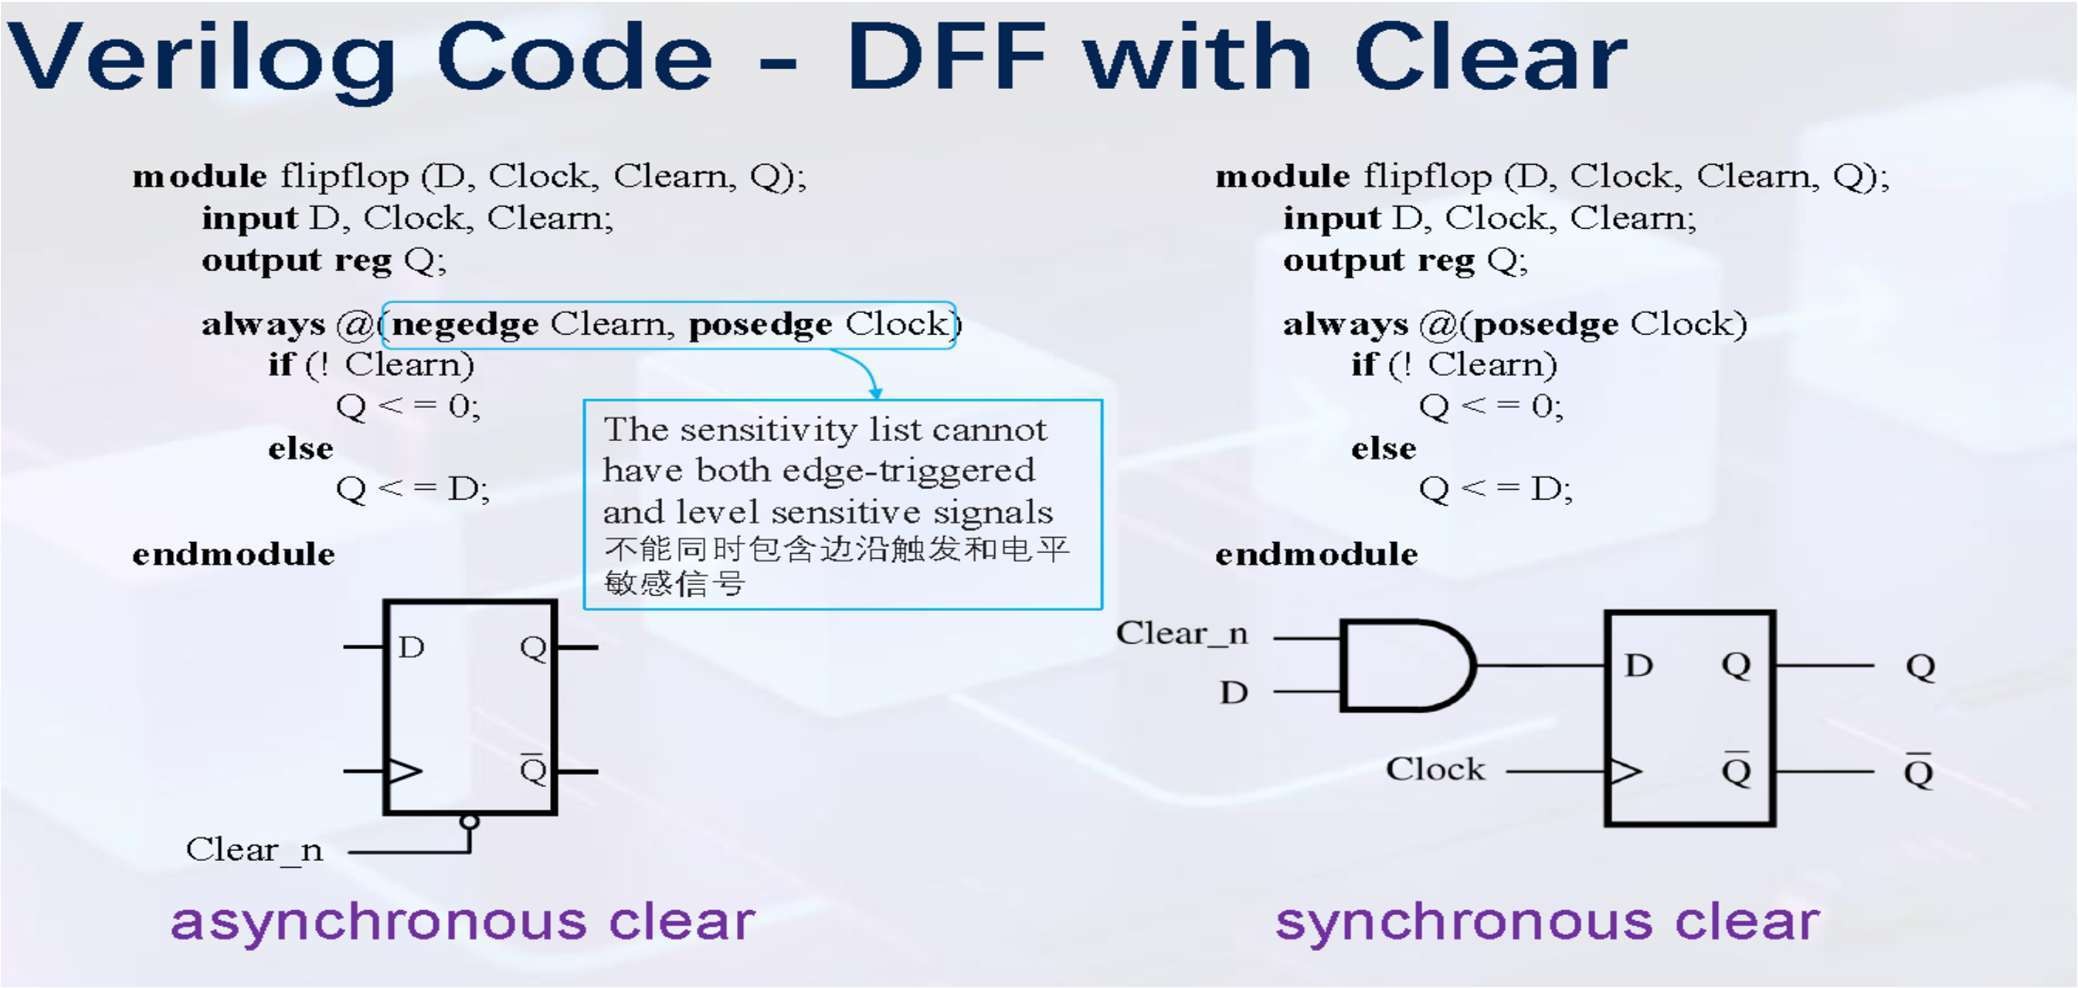 Verilog Code - DFF with Clear
module flipflop (D, Clock, Clearn, Q);
input D, Clock, Clearn;
output reg Q;
always @(negedge Clearn, posedge Clock)
if (! Clearn)
Q < = 0;
else
Q < = D;
endmodule
The sensitivity list cannot
have both edge-triggered
and level sensitive signals
不能同时包含边沿触发和电平
敏感信号
D Q
Q̅
Clear_n
asynchronous clear
module flipflop (D, Clock, Clearn, Q);
input D, Clock, Clearn;
output reg Q;
always @(posedge Clock)
if (! Clearn)
Q < = 0;
else
Q < = D;
endmodule
Clear_n
D
D Q Q
Clock
Q̅ Q̅
synchronous clear